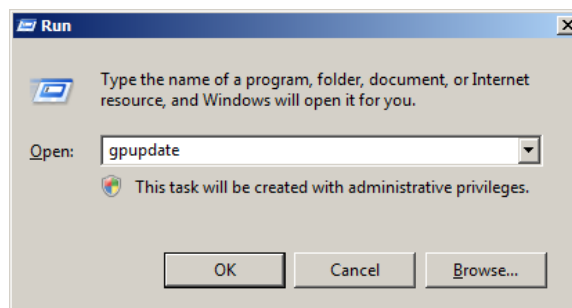 Run
Type the name of a program, folder, document, or Internet
resource, and Windows will open it for you.
Open: gpupdate
This task will be created with administrative privileges.
OK Cancel Browse...